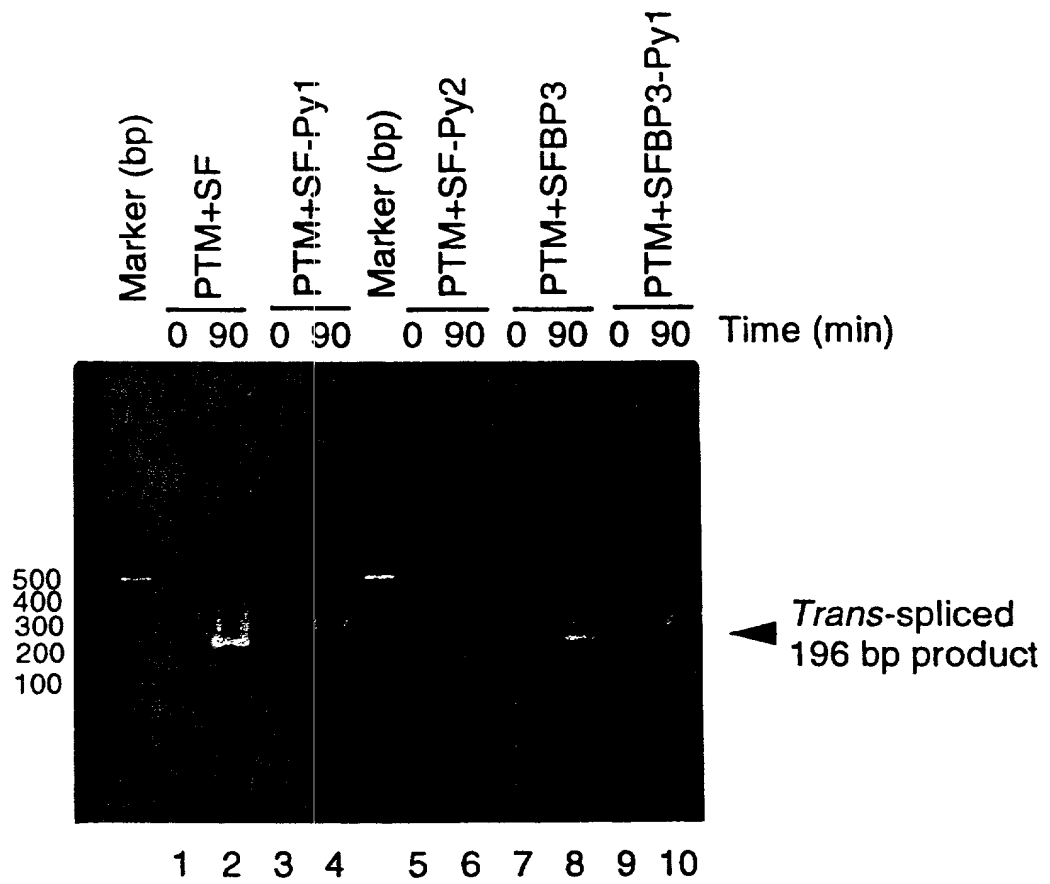 Marker (bp)
PTM+SF
PTM+SF-Py1
Marker (bp)
PTM+SF-Py2
PTM+SFBP3
PTM+SFBP3-Py1
0 90 0 90 0 90 0 90 0 90 Time (min)
500
400
300
200
100
Trans-spliced
196 bp product
1 2 3 4 5 6 7 8 9 10